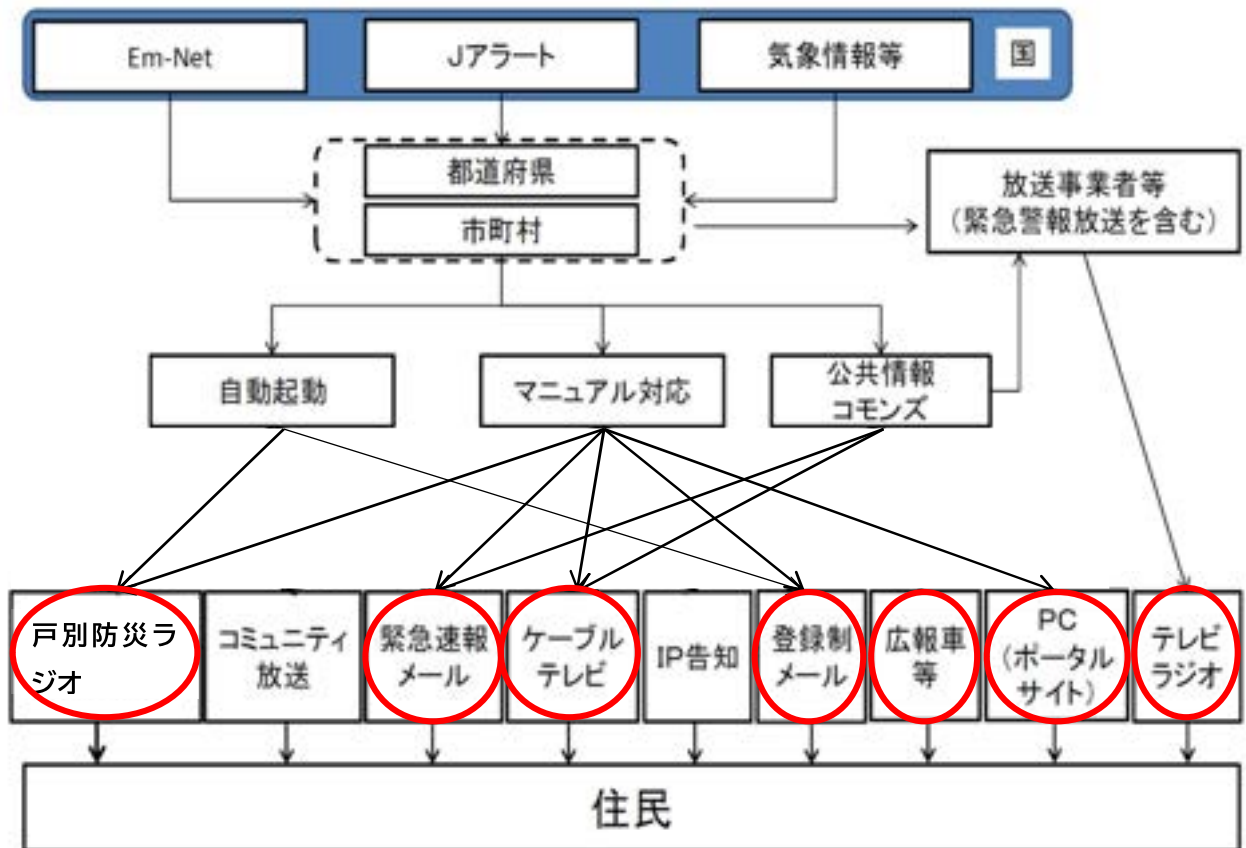 Em-Net
Jアラート
気象情報等
国
都道府県
市町村
放送事業者等
(緊急警報放送を含む)
自動起動
マニュアル対応
公共情報
コモンズ
戸別防災ラ
ジオ
コミュニティ
放送
緊急速報
メール
ケーブル
テレビ
IP告知
登録制
メール
広報車
等
PC
(ポータル
サイト)
テレビ
ラジオ
住民